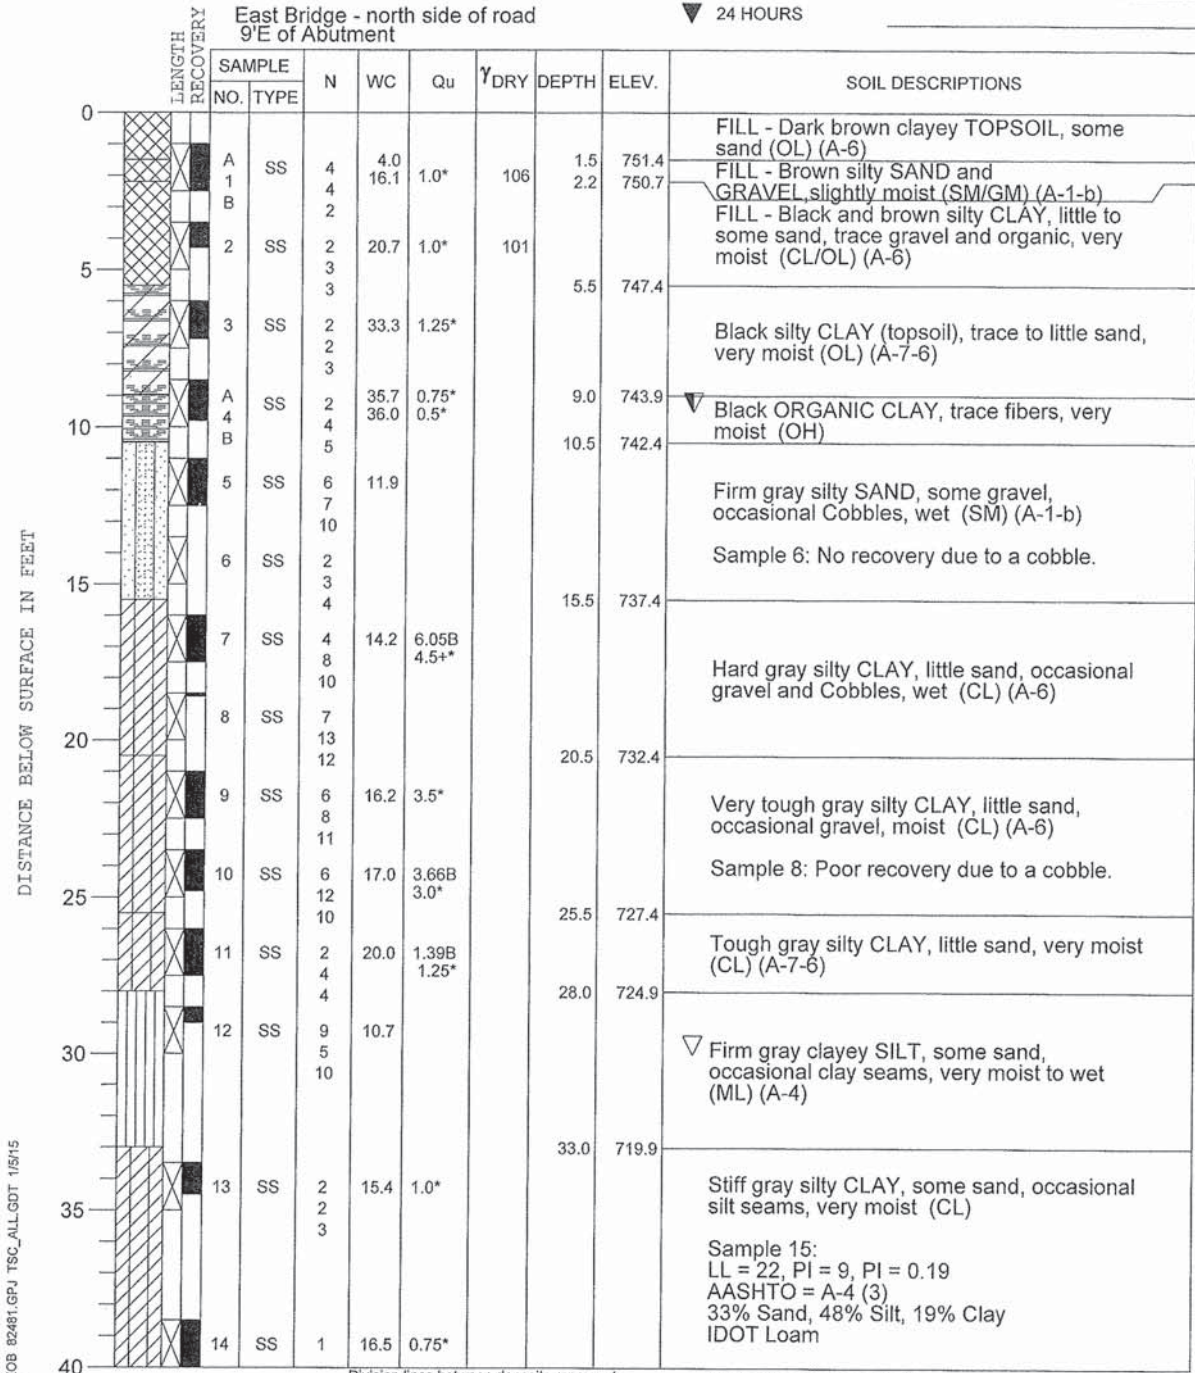 East Bridge - north side of road
9'E of Abutment
▼ 24 HOURS
LENGTH
RECOVERY
SAMPLE
NO. TYPE N WC Qu γDRY DEPTH ELEV. SOIL DESCRIPTIONS
DISTANCE BELOW SURFACE IN FEET
0
FILL - Dark brown clayey TOPSOIL, some
sand (OL) (A-6)
1.5 751.4
A
1 SS 4 4.0
16.1 1.0* 106
B 4
2
FILL - Brown silty SAND and
GRAVEL,slightly moist (SM/GM) (A-1-b)
2.2 750.7
FILL - Black and brown silty CLAY, little to
some sand, trace gravel and organic, very
moist (CL/OL) (A-6)
2 SS 2 20.7 1.0* 101
3
3
5
5.5 747.4
3 SS 2 33.3 1.25*
2
3
Black silty CLAY (topsoil), trace to little sand,
very moist (OL) (A-7-6)
9.0 743.9
A 35.7 0.75*
4 SS 2 36.0 0.5*
B 4
5
Black ORGANIC CLAY, trace fibers, very
moist (OH)
10
10.5 742.4
5 SS 6 11.9
7
10
Firm gray silty SAND, some gravel,
occasional Cobbles, wet (SM) (A-1-b)
Sample 6: No recovery due to a cobble.
6 SS 2
3
4
15
15.5 737.4
7 SS 4 14.2 6.05B
8 4.5+*
10
Hard gray silty CLAY, little sand, occasional
gravel and Cobbles, wet (CL) (A-6)
8 SS 7
13
12
20
20.5 732.4
9 SS 6 16.2 3.5*
8
11
Very tough gray silty CLAY, little sand,
occasional gravel, moist (CL) (A-6)
Sample 8: Poor recovery due to a cobble.
10 SS 6 17.0 3.66B
12 3.0*
10
25
25.5 727.4
11 SS 2 20.0 1.39B
4 1.25*
4
Tough gray silty CLAY, little sand, very moist
(CL) (A-7-6)
28.0 724.9
12 SS 9 10.7
5
10
30
▽ Firm gray clayey SILT, some sand,
occasional clay seams, very moist to wet
(ML) (A-4)
33.0 719.9
13 SS 2 15.4 1.0*
2
3
35
Stiff gray silty CLAY, some sand, occasional
silt seams, very moist (CL)
Sample 15:
LL = 22, PI = 9, PI = 0.19
AASHTO = A-4 (3)
33% Sand, 48% Silt, 19% Clay
IDOT Loam
14 SS 1 16.5 0.75*
40
82481.GPJ TSC_ALL.GDT 1/5/15